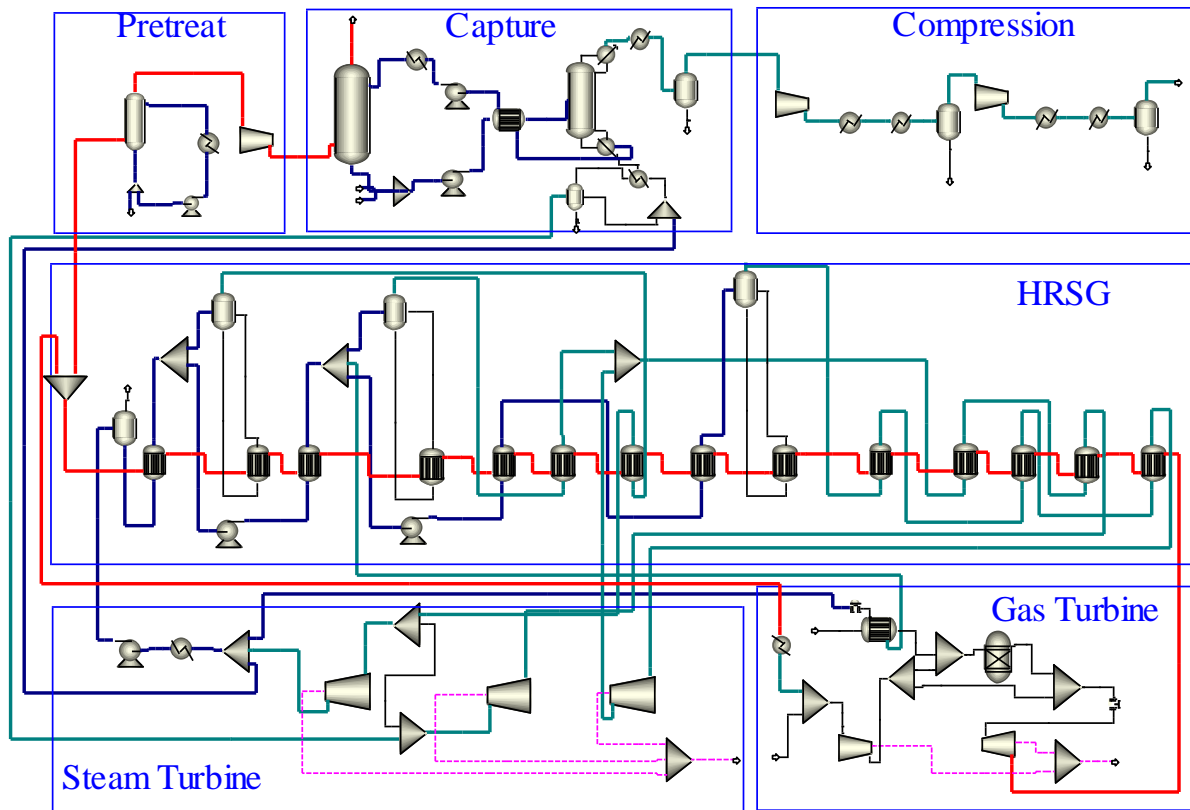 Pretreat
Capture
Compression
HRSG
Gas Turbine
Steam Turbine